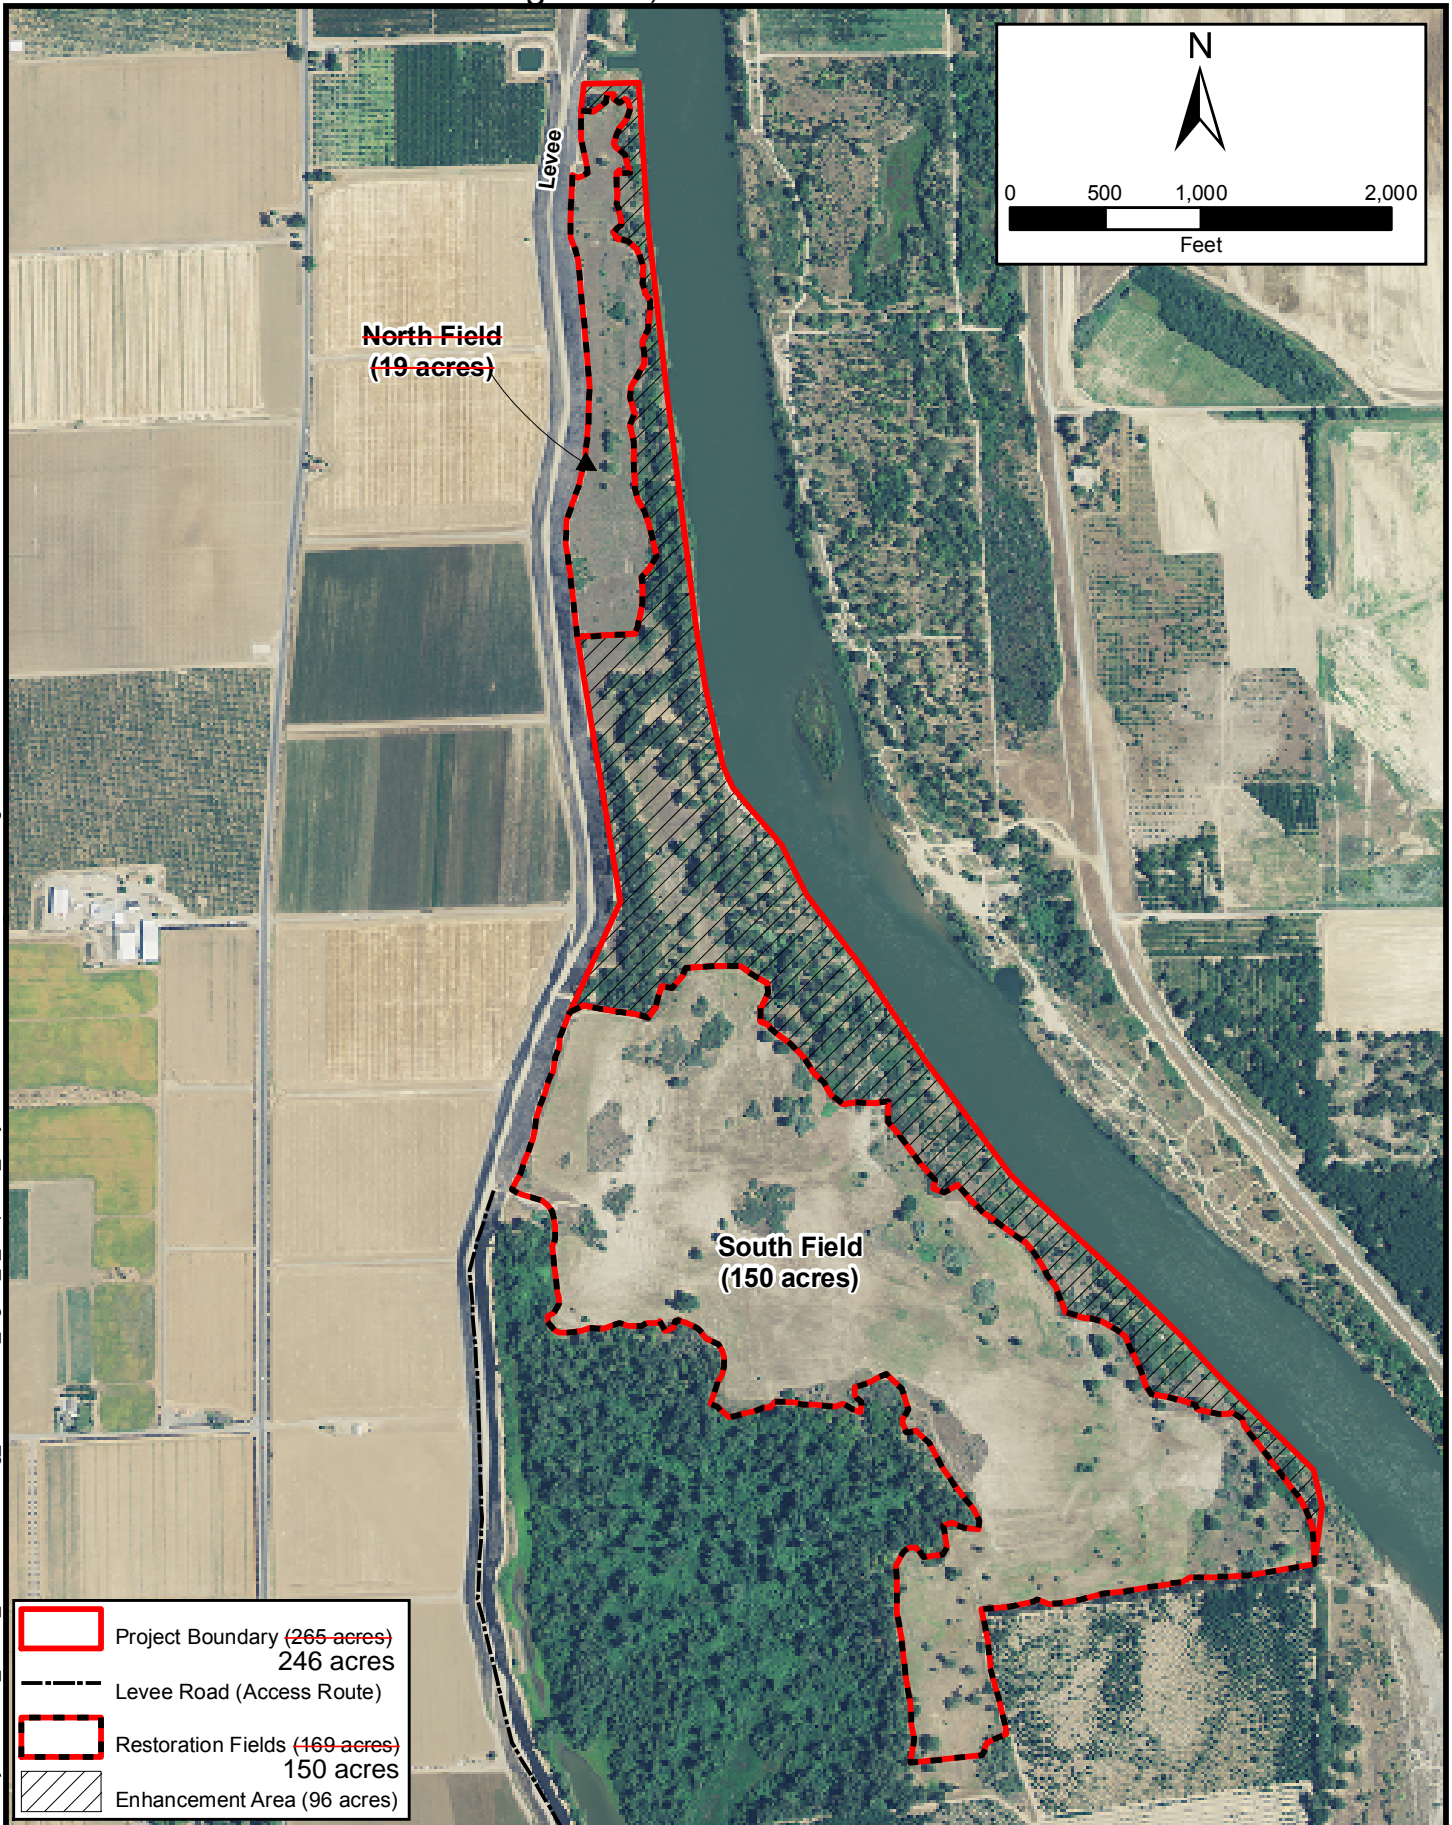 N
0 500 1,000 2,000
Feet
Levee
North Field
(19 acres)
South Field
(150 acres)
Project Boundary (265 acres)
246 acres
Levee Road (Access Route)
Restoration Fields (169 acres)
150 acres
Enhancement Area (96 acres)